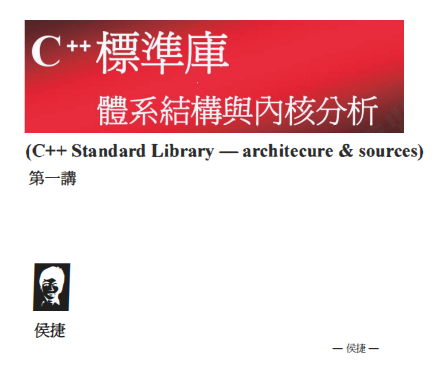 C++標準庫
體系結構與內核分析
(C++ Standard Library — architecure & sources)
第一講
侯捷
— 侯捷 —